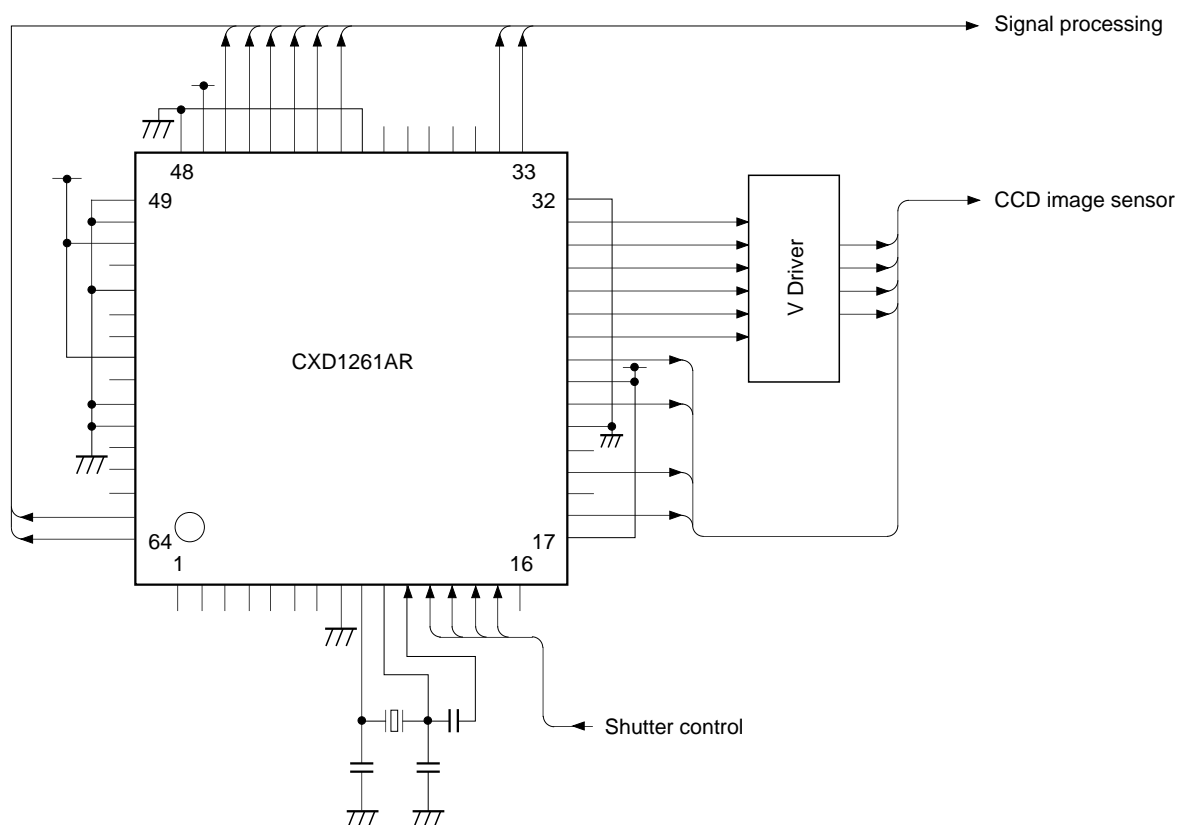 Signal processing
48
33
49
32
CCD image sensor
V Driver
CXD1261AR
64
17
1
16
Shutter control